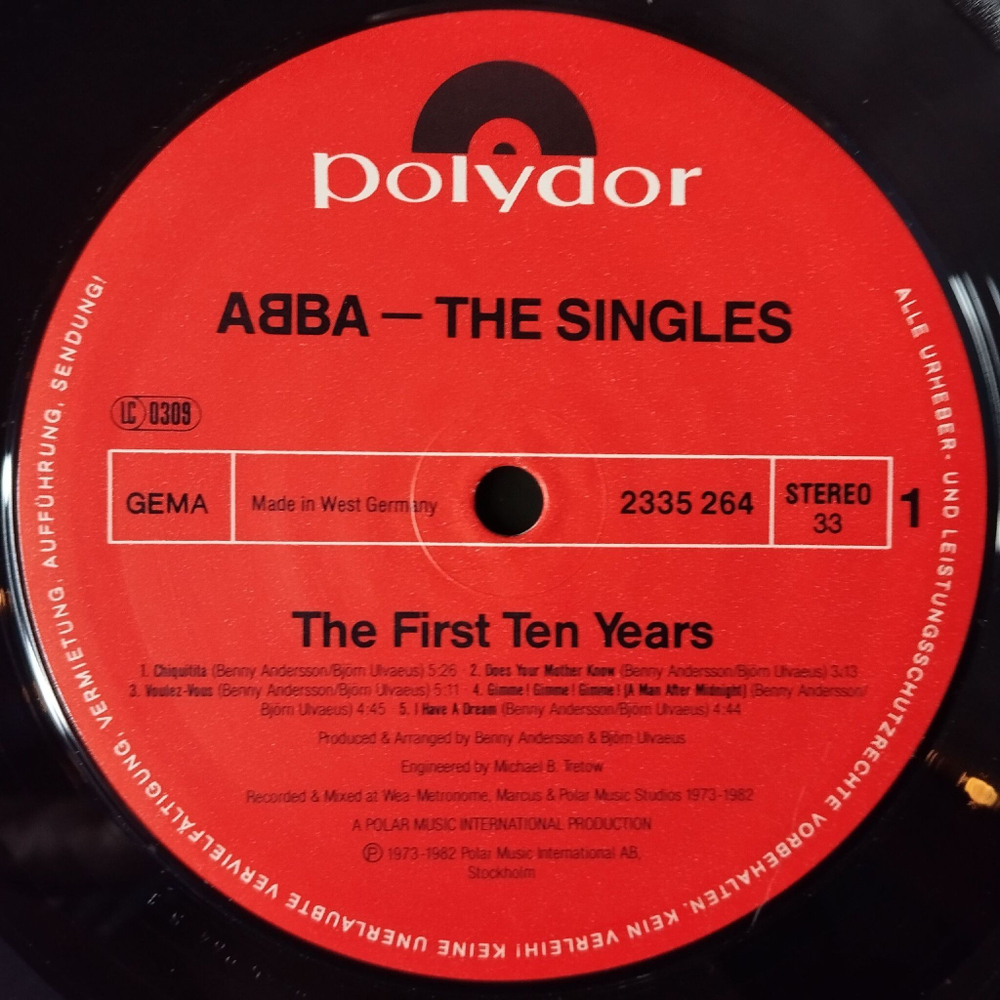 polydor
ABBA – THE SINGLES
LC 0309
GEMA
Made in West Germany
2335 264
STEREO
33
1
The First Ten Years
1. Chiquitita (Benny Andersson/Björn Ulvaeus) 5:26 · 2. Does Your Mother Know (Benny Andersson/Björn Ulvaeus) 3:13
3. Voulez-Vous (Benny Andersson/Björn Ulvaeus) 5:11 · 4. Gimme! Gimme! Gimme! (A Man After Midnight) (Benny Andersson/
Björn Ulvaeus) 4:45 5. I Have A Dream (Benny Andersson/Björn Ulvaeus) 4:44
Produced & Arranged by Benny Andersson & Björn Ulvaeus
Engineered by Michael B. Tretow
Recorded & Mixed at Wea-Metronome, Marcus & Polar Music Studios 1973-1982
A POLAR MUSIC INTERNATIONAL PRODUCTION
℗ 1973-1982 Polar Music International AB,
Stockholm
ALLE URHEBER- UND LEISTUNGSSCHUTZRECHTE VORBEHALTEN. KEIN VERLEIH! KEINE UNERLAUBTE VERVIELFÄLTIGUNG, VERMIETUNG, AUFFÜHRUNG, SENDUNG!